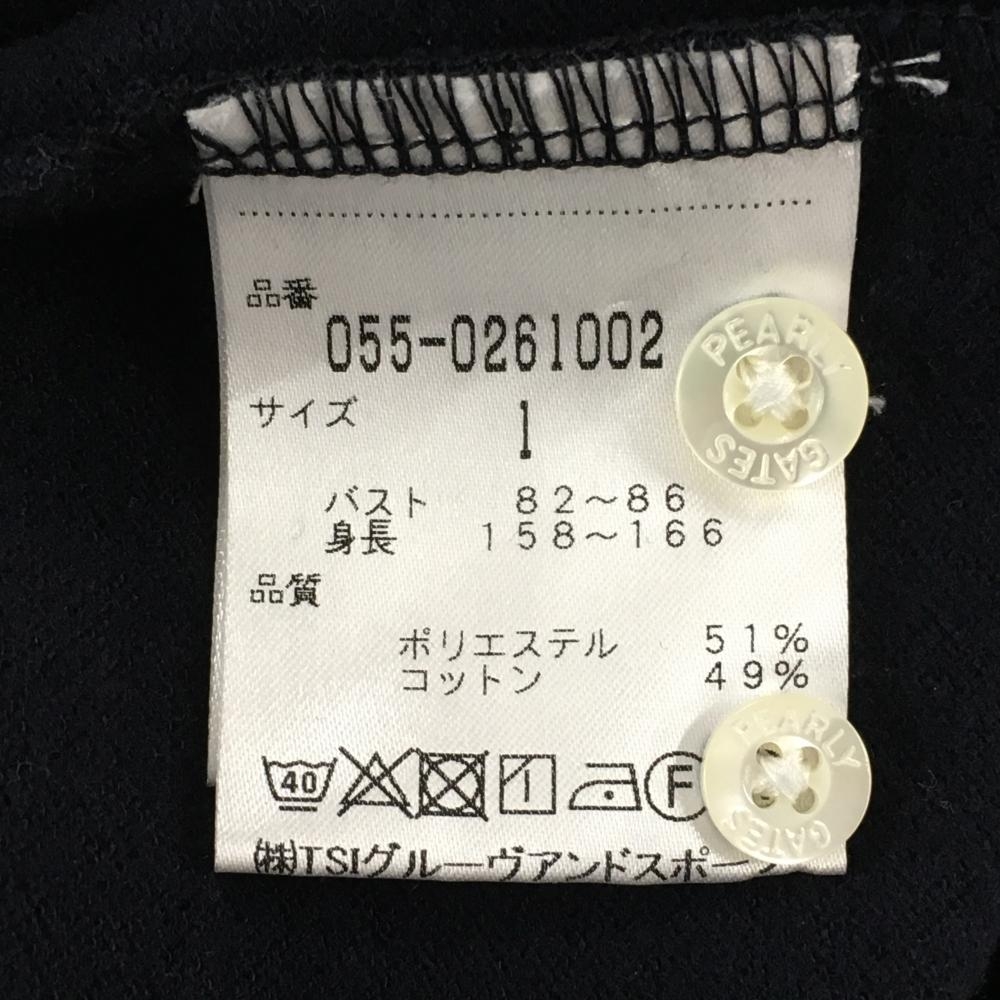 品番
055-0261002
サイズ
1
バスト 82～86
身長 158～166
品質
ポリエステル 51%
コットン 49%
40 1 F
㈱TSIグルーヴアンドスポー
PEARLY GATES
PEARLY GATES